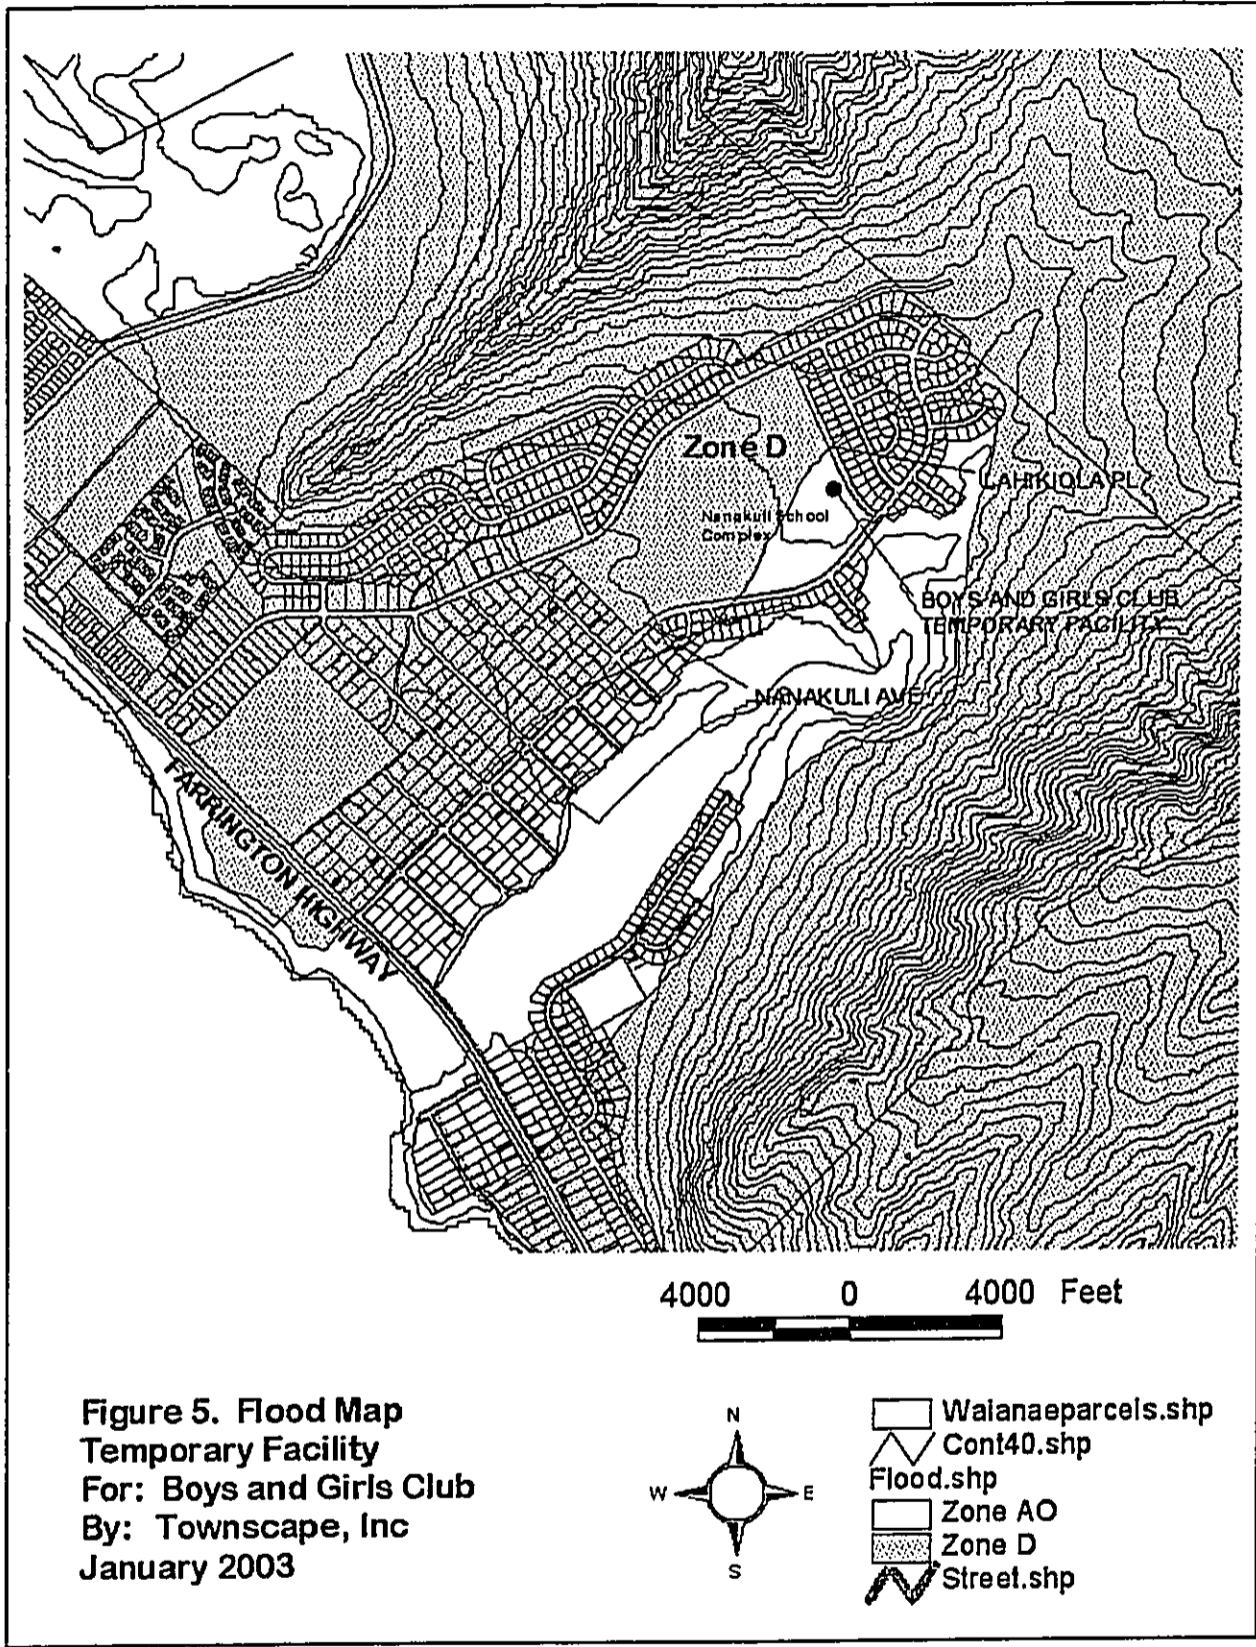 Zone D
LAHIKIOLA PL
Nanakuli School
Complex
BOYS AND GIRLS CLUB
TEMPORARY FACILITY
NANAKULI AVE
FARRINGTON HIGHWAY
4000 0 4000 Feet
Figure 5. Flood Map
Temporary Facility
For: Boys and Girls Club
By: Townscape, Inc
January 2003
N
W E
S
Waianaeparcels.shp
Cont40.shp
Flood.shp
Zone AO
Zone D
Street.shp